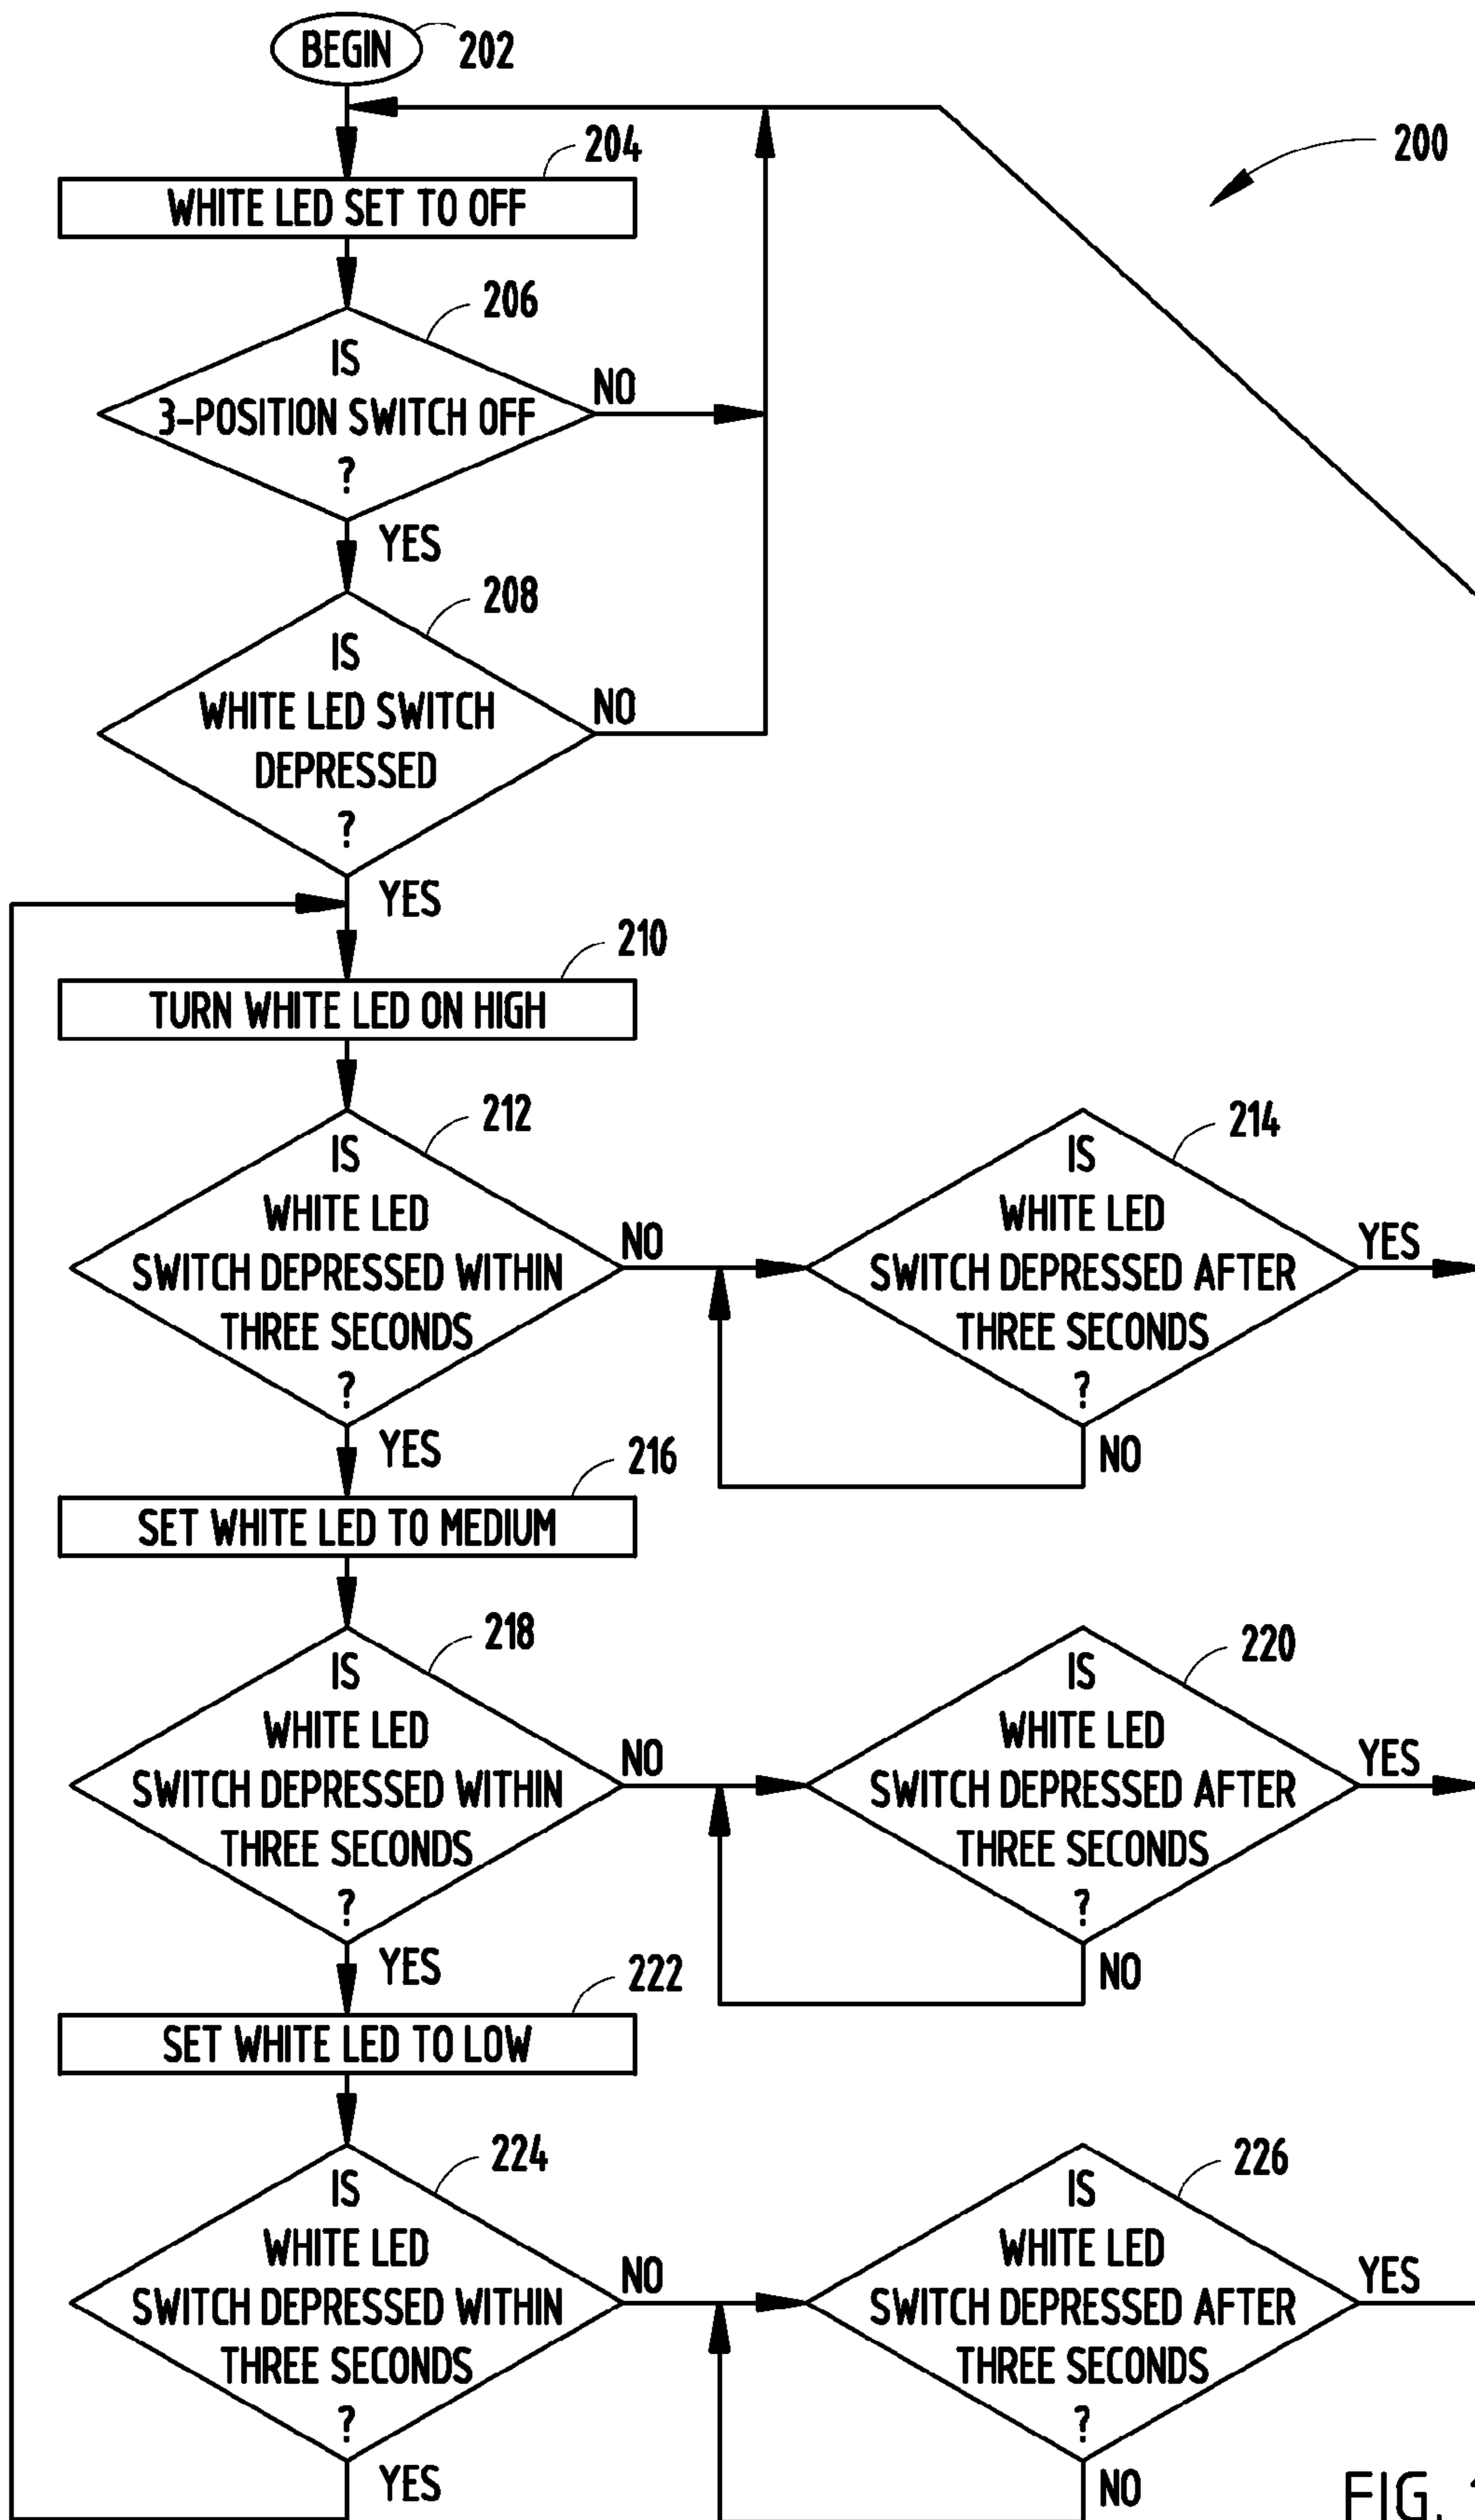 BEGIN
202
200
204
WHITE LED SET TO OFF
206
IS
3-POSITION SWITCH OFF
?
NO
YES
208
IS
WHITE LED SWITCH
DEPRESSED
?
NO
YES
210
TURN WHITE LED ON HIGH
212
IS
WHITE LED
SWITCH DEPRESSED WITHIN
THREE SECONDS
?
NO
YES
214
IS
WHITE LED
SWITCH DEPRESSED AFTER
THREE SECONDS
?
YES
NO
216
SET WHITE LED TO MEDIUM
218
IS
WHITE LED
SWITCH DEPRESSED WITHIN
THREE SECONDS
?
NO
YES
220
IS
WHITE LED
SWITCH DEPRESSED AFTER
THREE SECONDS
?
YES
NO
222
SET WHITE LED TO LOW
224
IS
WHITE LED
SWITCH DEPRESSED WITHIN
THREE SECONDS
?
NO
YES
226
IS
WHITE LED
SWITCH DEPRESSED AFTER
THREE SECONDS
?
YES
NO
FIG.